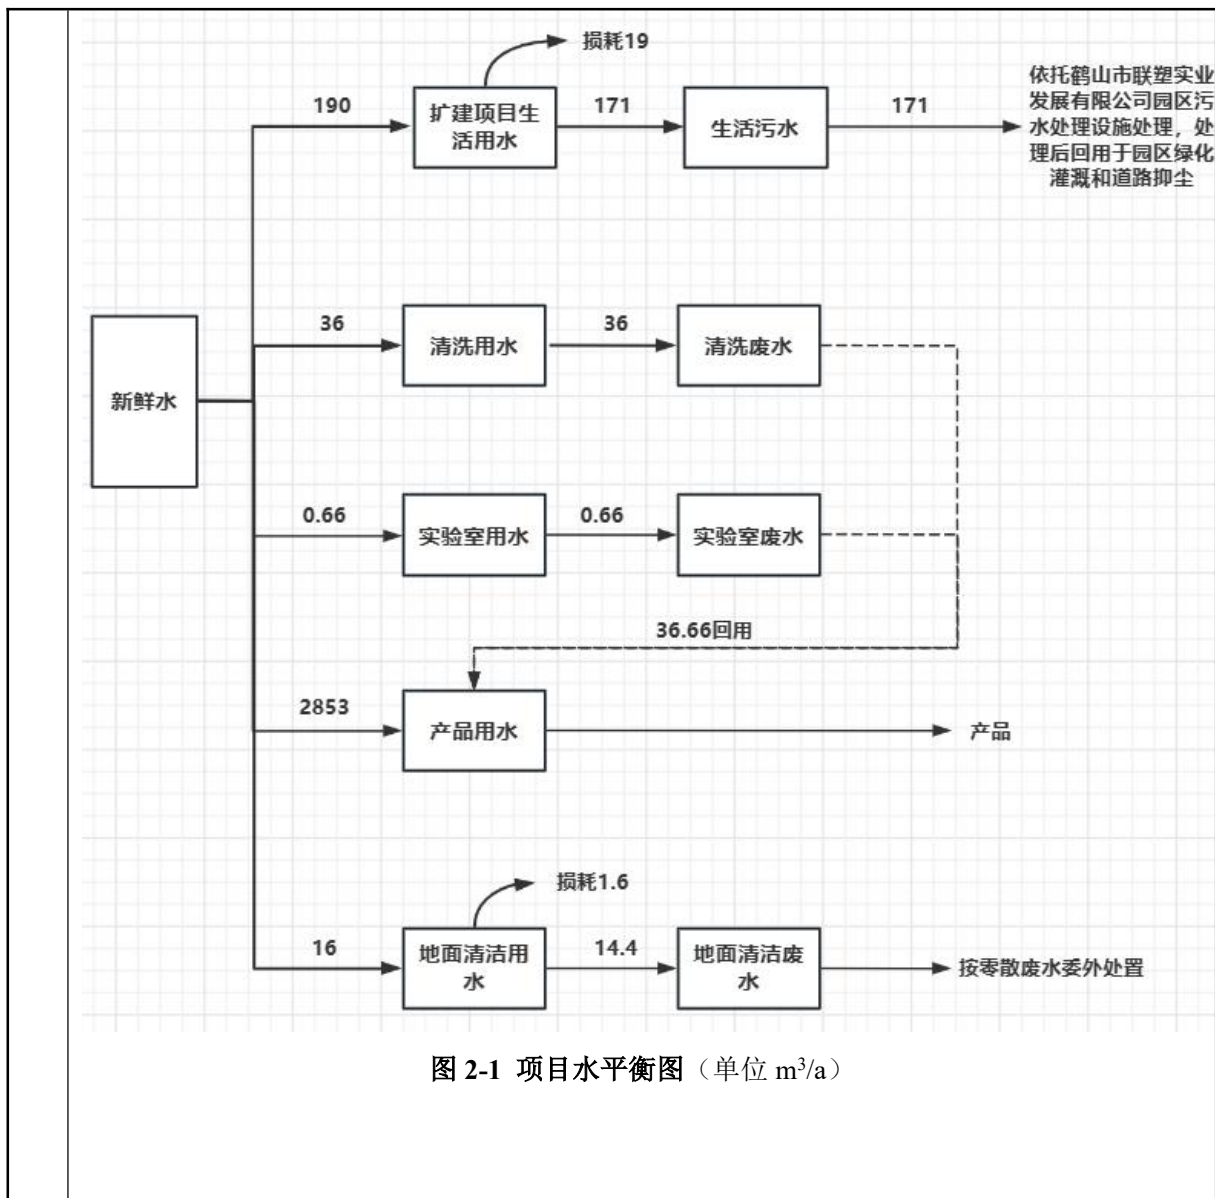 损耗19
190
扩建项目生
活用水
171
生活污水
171
依托鹤山市联塑实业
发展有限公司园区污
水处理设施处理，处
理后回用于园区绿化
灌溉和道路抑尘
新鲜水
36
清洗用水
36
清洗废水
0.66
实验室用水
0.66
实验室废水
36.66回用
2853
产品用水
产品
损耗1.6
16
地面清洁用
水
14.4
地面清洁废
水
按零散废水委外处置
图 2-1 项目水平衡图（单位 m³/a）